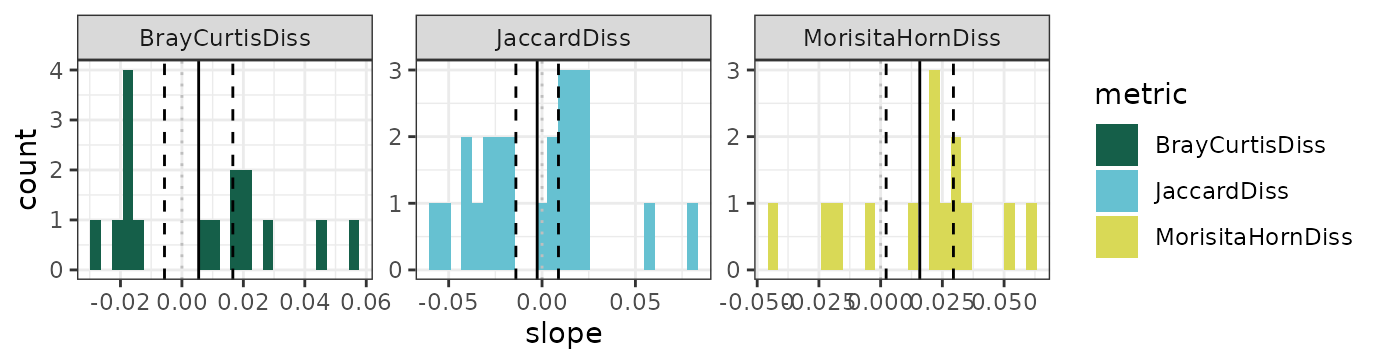 BrayCurtisDiss
JaccardDiss
MorisitaHornDiss
count
4
3
2
1
0
3
2
1
0
3
2
1
0
-0.02 0.00 0.02 0.04 0.06
-0.05 0.00 0.05
-0.050 -0.025 0.000 0.025 0.050
slope
metric
BrayCurtisDiss
JaccardDiss
MorisitaHornDiss